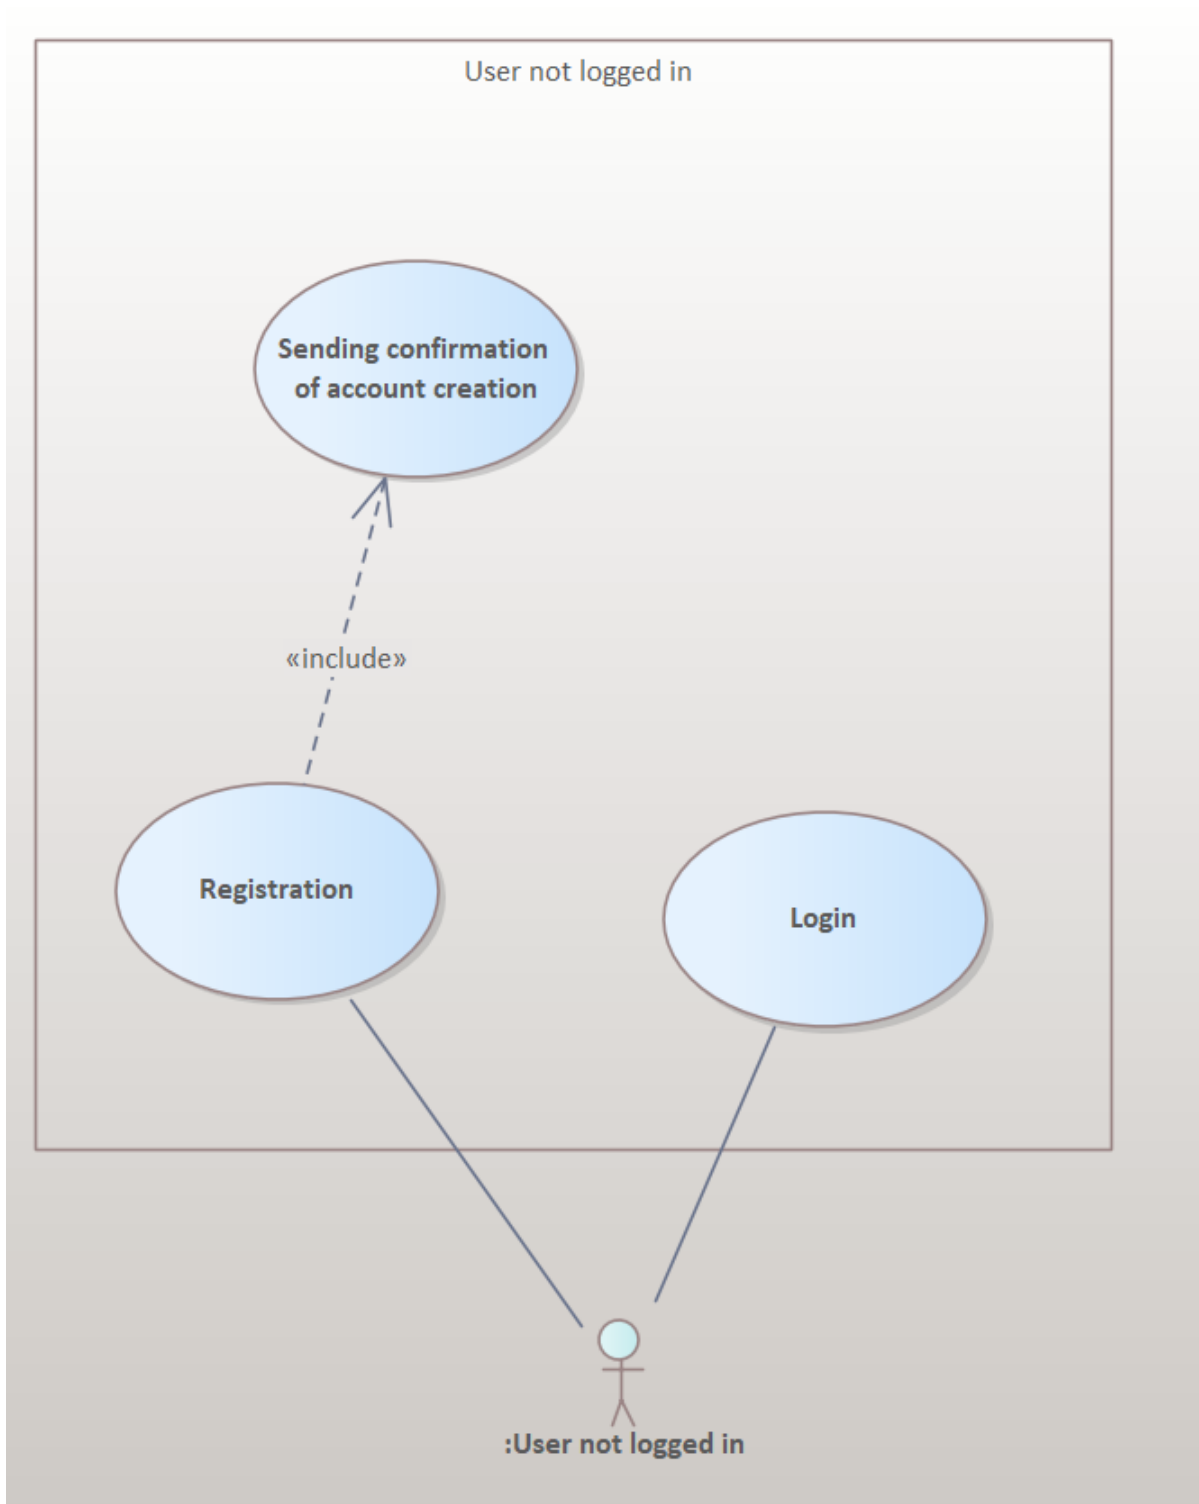 User not logged in
Sending confirmation
of account creation
«include»
Registration
Login
:User not logged in